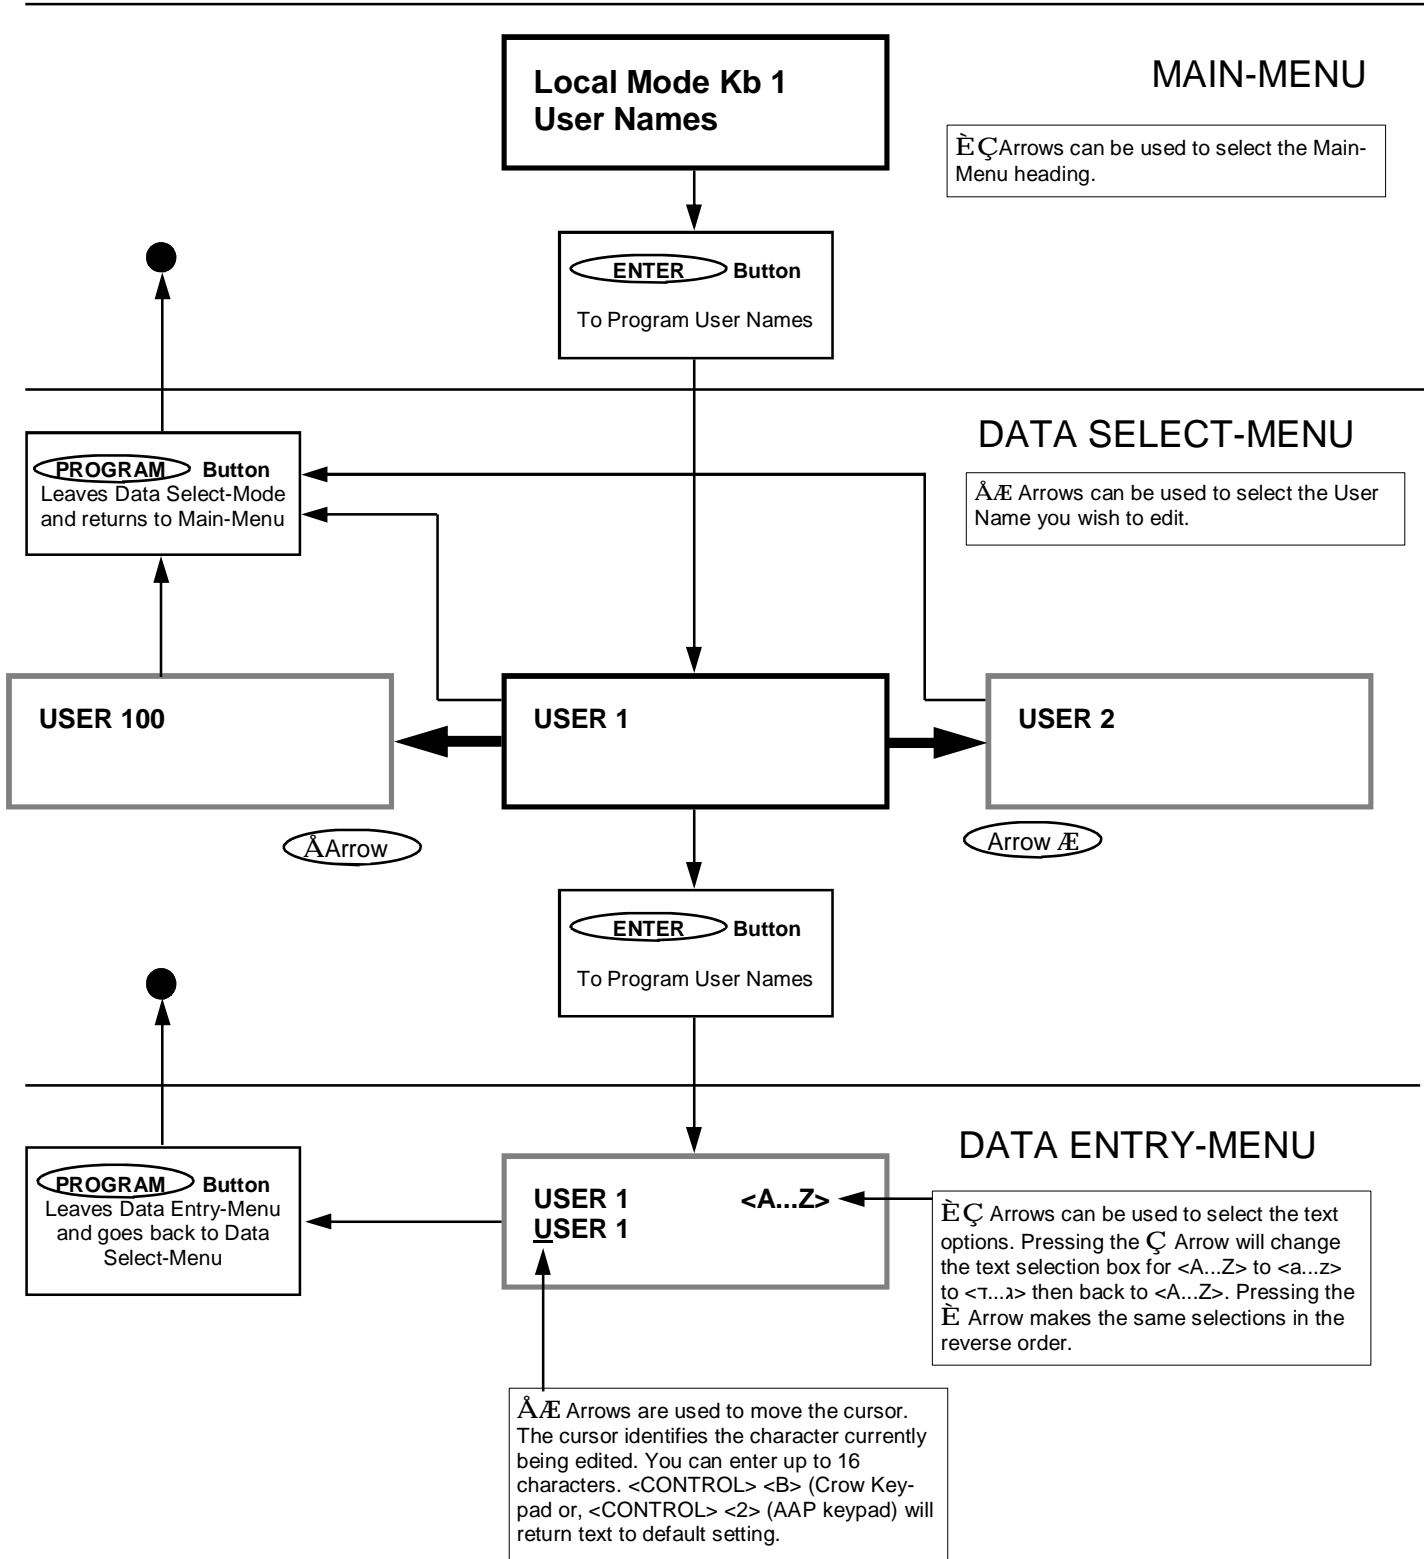 Local Mode Kb 1
User Names
MAIN-MENU
ÈÇArrows can be used to select the Main-
Menu heading.
ENTER Button
To Program User Names
DATA SELECT-MENU
PROGRAM Button
Leaves Data Select-Mode
and returns to Main-Menu
ÅÆ Arrows can be used to select the User
Name you wish to edit.
USER 100
USER 1
USER 2
ÅArrow
Arrow Æ
ENTER Button
To Program User Names
DATA ENTRY-MENU
PROGRAM Button
Leaves Data Entry-Menu
and goes back to Data
Select-Menu
USER 1 <A...Z>
USER 1
ÈÇ Arrows can be used to select the text
options. Pressing the Ç Arrow will change
the text selection box for <A...Z> to <a...z>
to <ג...ד> then back to <A...Z>. Pressing the
È Arrow makes the same selections in the
reverse order.
ÅÆ Arrows are used to move the cursor.
The cursor identifies the character currently
being edited. You can enter up to 16
characters. <CONTROL> <B> (Crow Key-
pad or, <CONTROL> <2> (AAP keypad) will
return text to default setting.